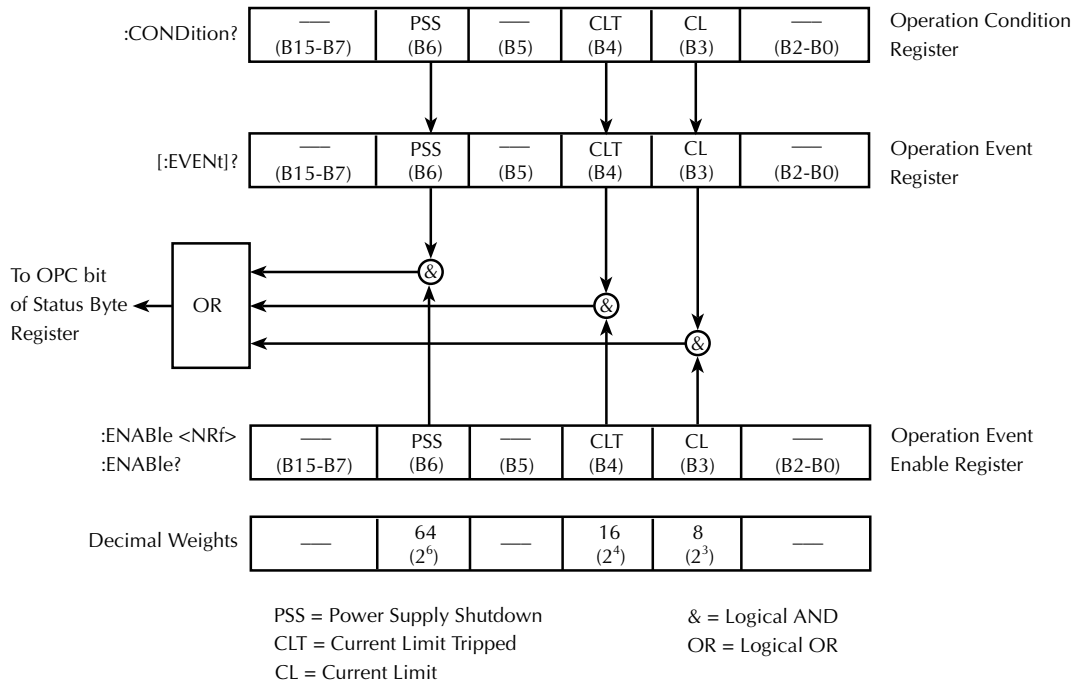 :CONDition?
—— PSS —— CLT CL ——
(B15-B7) (B6) (B5) (B4) (B3) (B2-B0)
Operation Condition
Register
[:EVENt]?
—— PSS —— CLT CL ——
(B15-B7) (B6) (B5) (B4) (B3) (B2-B0)
Operation Event
Register
&
To OPC bit
of Status Byte
Register
OR
&
&
:ENABle <NRf>
:ENABle?
—— PSS —— CLT CL ——
(B15-B7) (B6) (B5) (B4) (B3) (B2-B0)
Operation Event
Enable Register
Decimal Weights
—— 64 —— 16 8 ——
(2⁶) (2⁴) (2³)
PSS = Power Supply Shutdown
CLT = Current Limit Tripped
CL = Current Limit
& = Logical AND
OR = Logical OR